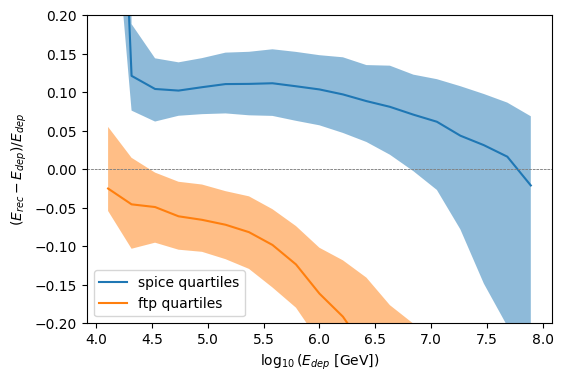 0.20
0.15
0.10
0.05
0.00
−0.05
−0.10
−0.15
−0.20
(E_rec − E_dep)/E_dep
spice quartiles
ftp quartiles
4.0 4.5 5.0 5.5 6.0 6.5 7.0 7.5 8.0
log₁₀(E_dep [GeV])